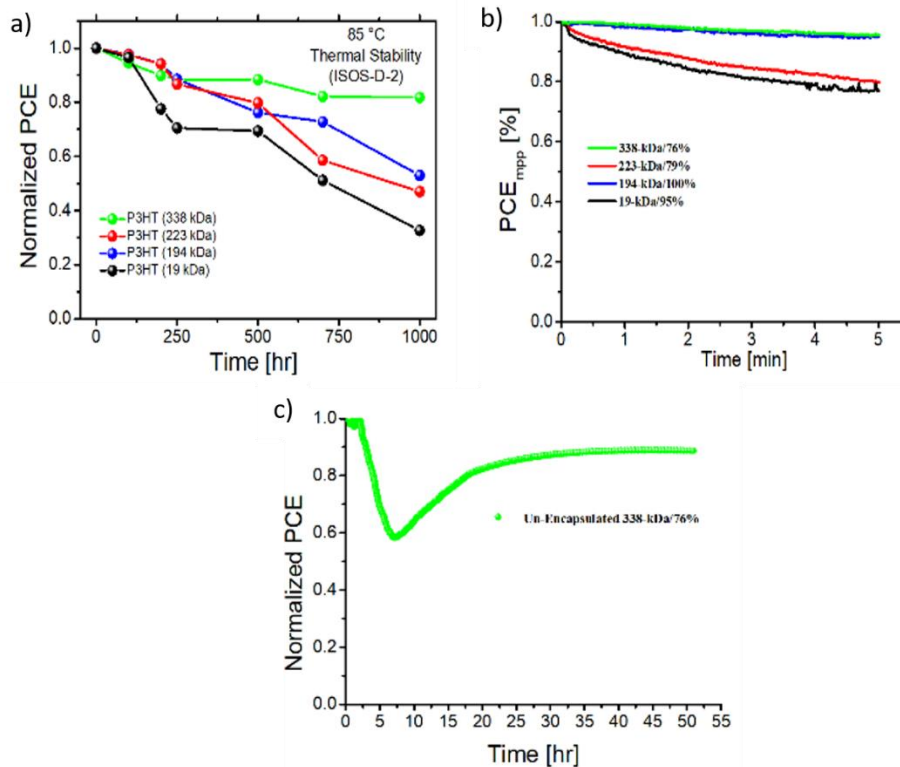 a)
85 °C
Thermal Stability
(ISOS-D-2)
Normalized PCE
1.0
0.8
0.6
0.4
0.2
0.0
P3HT (338 kDa)
P3HT (223 kDa)
P3HT (194 kDa)
P3HT (19 kDa)
0 250 500 750 1000
Time [hr]
b)
PCEmpp [%]
1.0
0.8
0.6
0.4
0.2
0.0
338-kDa/76%
223-kDa/79%
194-kDa/100%
19-kDa/95%
0 1 2 3 4 5
Time [min]
c)
Normalized PCE
1.0
0.8
0.6
0.4
0.2
0.0
Un-Encapsulated 338-kDa/76%
0 5 10 15 20 25 30 35 40 45 50 55
Time [hr]